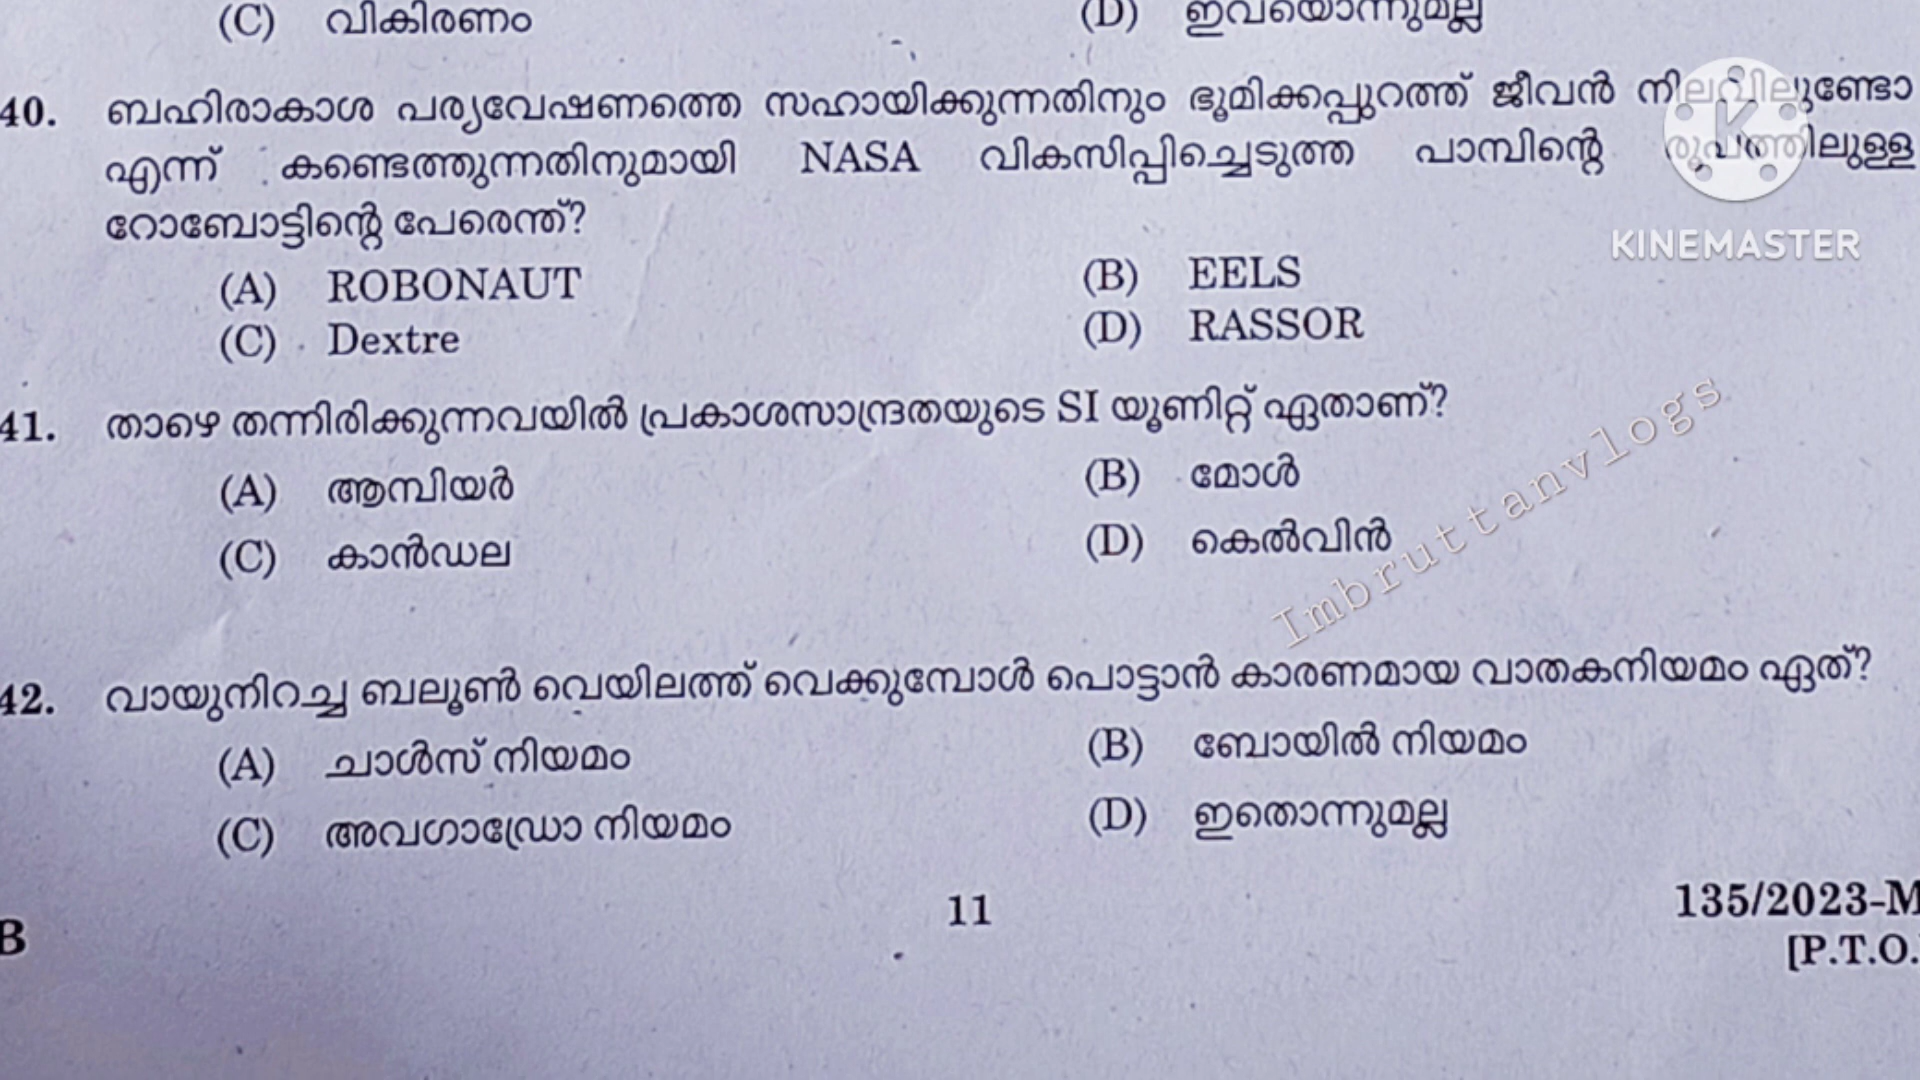 (C) വികിരണം (D) ഇവയൊന്നുമല്ല
40. ബഹിരാകാശ പര്യവേഷണത്തെ സഹായിക്കുന്നതിനും ഭൂമിക്കപ്പുറത്ത് ജീവൻ നിലവിലുണ്ടോ
എന്ന് കണ്ടെത്തുന്നതിനുമായി NASA വികസിപ്പിച്ചെടുത്ത പാമ്പിന്റെ രൂപത്തിലുള്ള
റോബോട്ടിന്റെ പേരെന്ത്?
(A) ROBONAUT (B) EELS
(C) Dextre (D) RASSOR
KINEMASTER
41. താഴെ തന്നിരിക്കുന്നവയിൽ പ്രകാശസാന്ദ്രതയുടെ SI യൂണിറ്റ് ഏതാണ്?
(A) ആമ്പിയർ (B) മോൾ
(C) കാൻഡല (D) കെൽവിൻ
Imbruttanvlogs
42. വായുനിറച്ച ബലൂൺ വെയിലത്ത് വെക്കുമ്പോൾ പൊട്ടാൻ കാരണമായ വാതകനിയമം ഏത്?
(A) ചാൾസ് നിയമം (B) ബോയിൽ നിയമം
(C) അവഗാഡ്രോ നിയമം (D) ഇതൊന്നുമല്ല
11 135/2023-M
B [P.T.O.